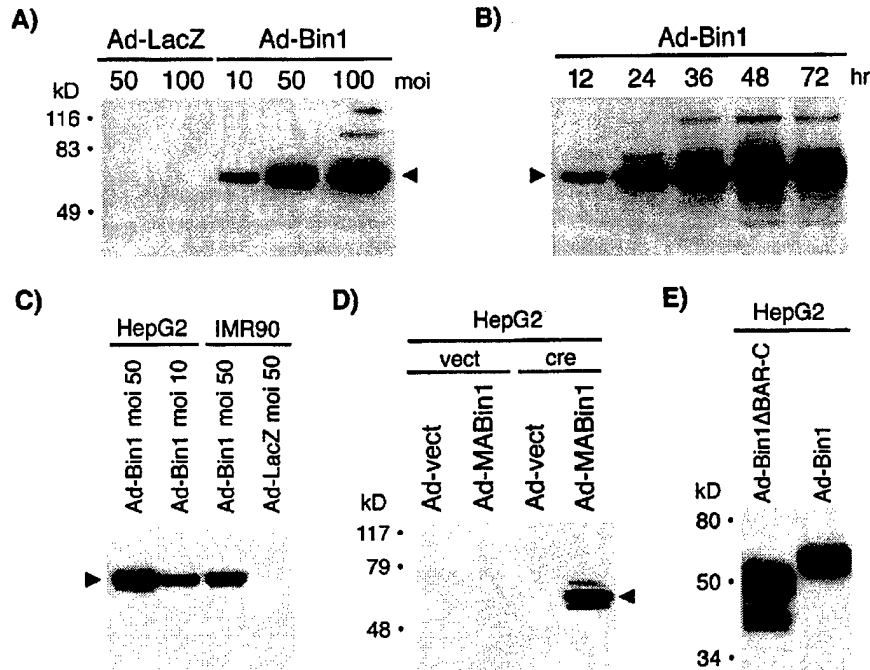 A)
Ad-LacZ Ad-Bin1
50 100 10 50 100 moi
kD
116
83
49
B)
Ad-Bin1
12 24 36 48 72 hr
C)
HepG2 IMR90
Ad-Bin1 moi 50
Ad-Bin1 moi 10
Ad-Bin1 moi 50
Ad-LacZ moi 50
D)
HepG2
vect cre
Ad-vect
Ad-MABin1
Ad-vect
Ad-MABin1
kD
117
79
48
E)
HepG2
Ad-Bin1ΔBAR-C
Ad-Bin1
kD
80
50
34